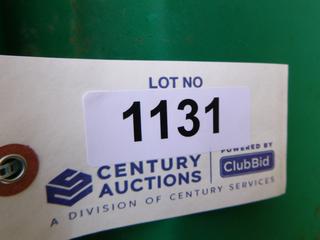 LOT NO
1131
CENTURY
AUCTIONS
POWERED BY
ClubBid
A DIVISION OF CENTURY SERVICES